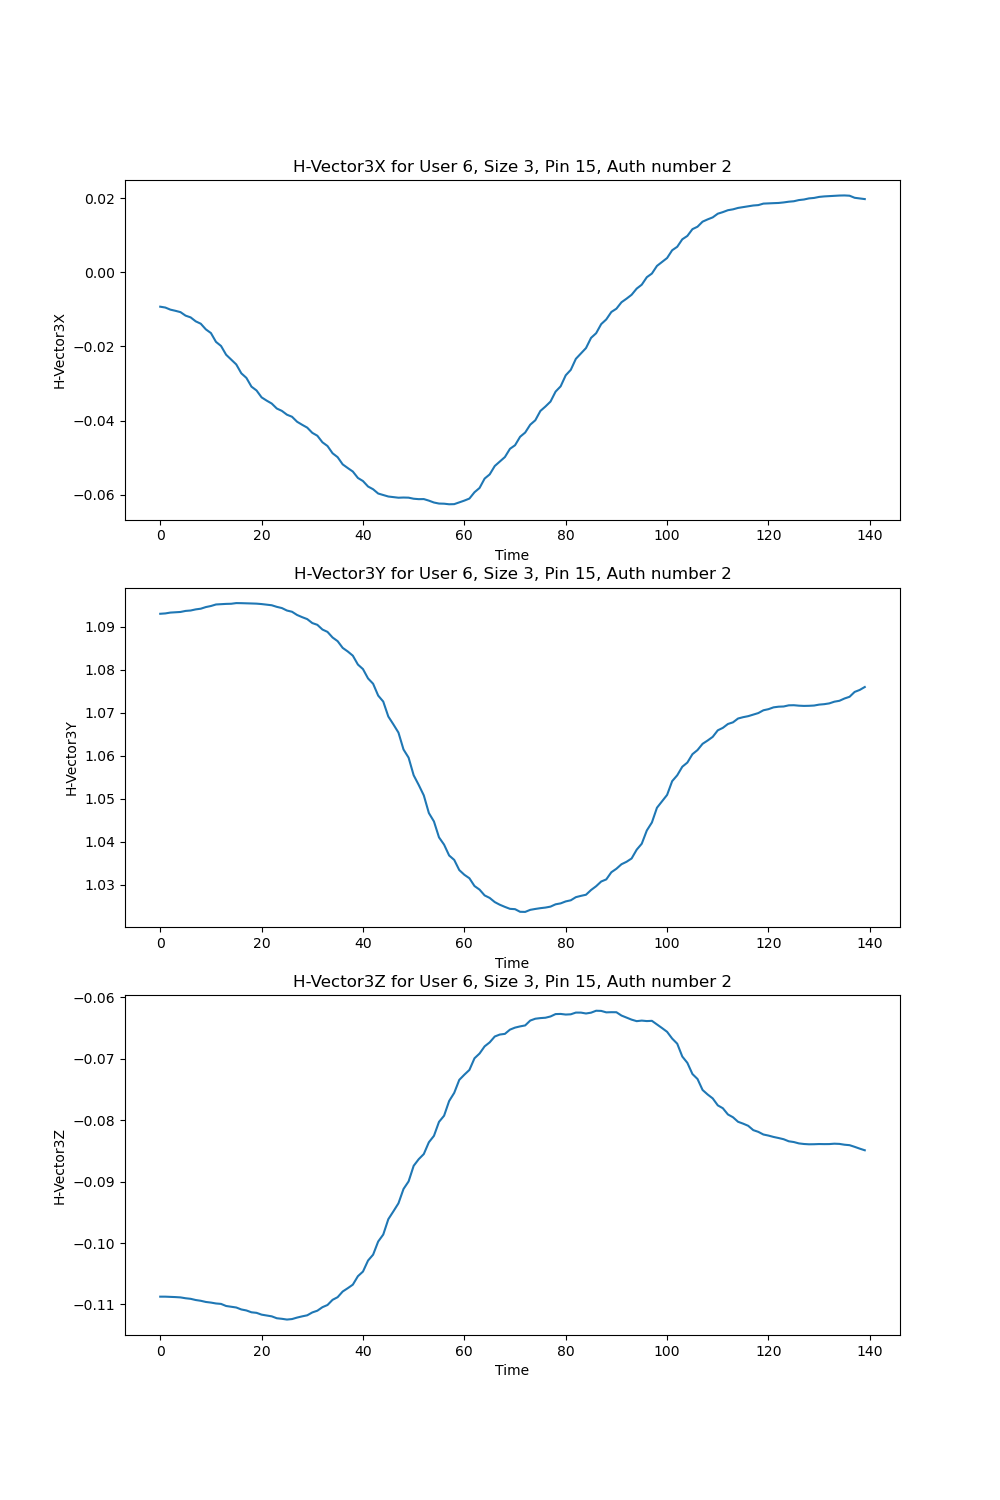 H-Vector3X for User 6, Size 3, Pin 15, Auth number 2
0.02
0.00
−0.02
−0.04
−0.06
H-Vector3X
0 20 40 60 80 100 120 140
Time
H-Vector3Y for User 6, Size 3, Pin 15, Auth number 2
1.09
1.08
1.07
1.06
1.05
1.04
1.03
H-Vector3Y
0 20 40 60 80 100 120 140
Time
H-Vector3Z for User 6, Size 3, Pin 15, Auth number 2
−0.06
−0.07
−0.08
−0.09
−0.10
−0.11
H-Vector3Z
0 20 40 60 80 100 120 140
Time